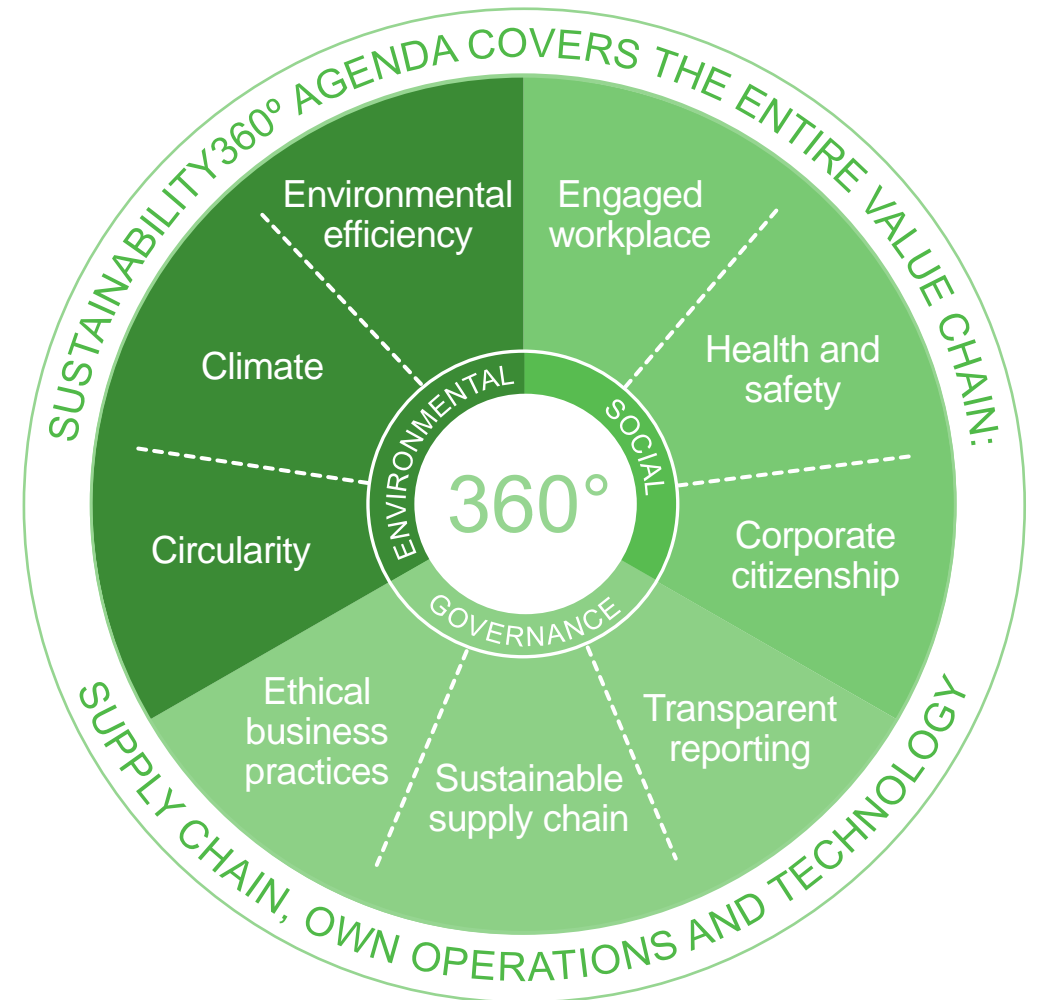 SUSTAINABILITY360º AGENDA COVERS THE ENTIRE VALUE CHAIN:
Environmental
efficiency
Engaged
workplace
Climate
Health and
safety
ENVIRONMENTAL
SOCIAL
360°
GOVERNANCE
Circularity
Corporate
citizenship
Ethical
business
practices
Sustainable
supply chain
Transparent
reporting
SUPPLY CHAIN, OWN OPERATIONS AND TECHNOLOGY